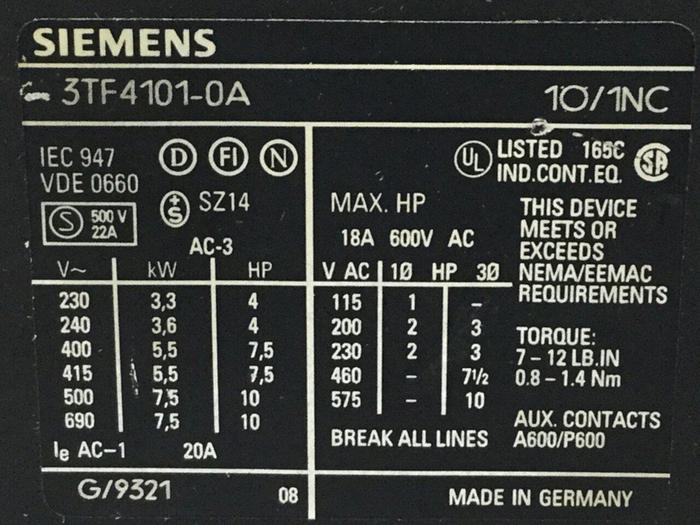 SIEMENS
3TF4101-0A 10/1NC
IEC 947 D FI N
VDE 0660
S 500 V
22A
+S SZ14
AC-3
V~ kW HP
230 3,3 4
240 3,6 4
400 5,5 7,5
415 5,5 7,5
500 7,5 10
690 7,5 10
Ie AC-1 20A
G/9321 08
UL LISTED 165C SA
IND.CONT.EQ.
MAX. HP
18A 600V AC
V AC 1Ø HP 3Ø
115 1 –
200 2 3
230 2 3
460 – 7½
575 – 10
BREAK ALL LINES
THIS DEVICE
MEETS OR
EXCEEDS
NEMA/EEMAC
REQUIREMENTS
TORQUE:
7 – 12 LB.IN
0.8 – 1.4 Nm
AUX. CONTACTS
A600/P600
MADE IN GERMANY